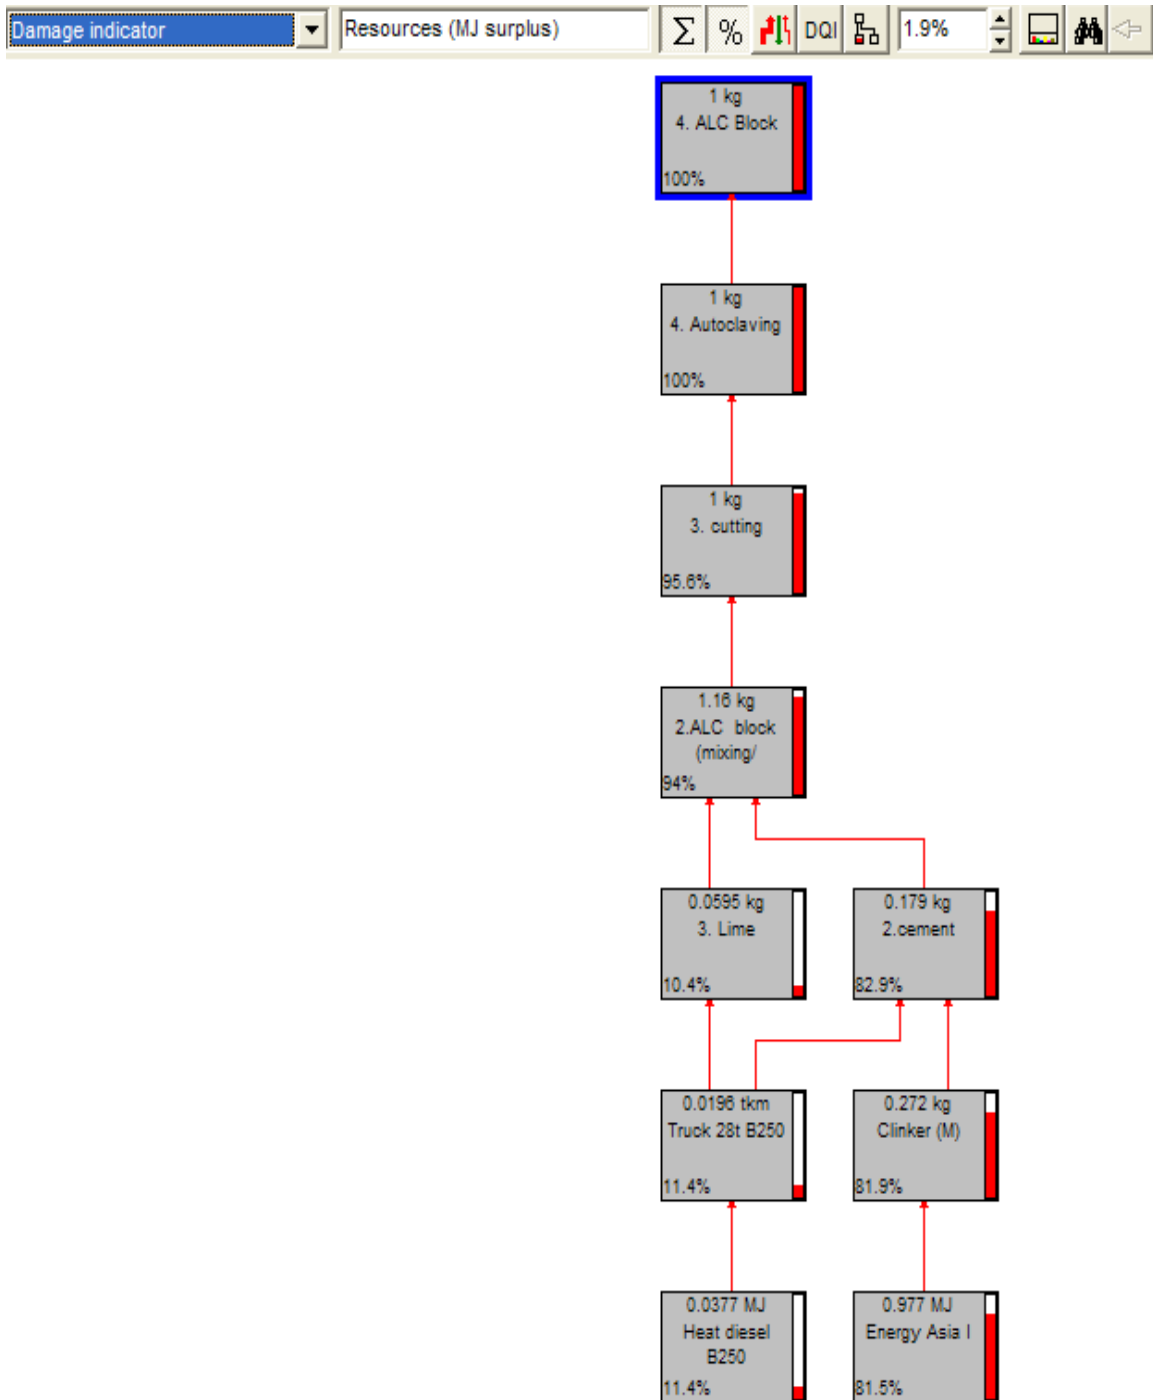 Damage indicator Resources (MJ surplus) Σ % DQI 1.9%
1 kg
4. ALC Block
100%
1 kg
4. Autoclaving
100%
1 kg
3. cutting
95.6%
1.16 kg
2.ALC block
(mixing/
94%
0.0595 kg
3. Lime
10.4%
0.179 kg
2.cement
82.9%
0.0196 tkm
Truck 28t B250
11.4%
0.272 kg
Clinker (M)
81.9%
0.0377 MJ
Heat diesel
B250
11.4%
0.977 MJ
Energy Asia I
81.5%